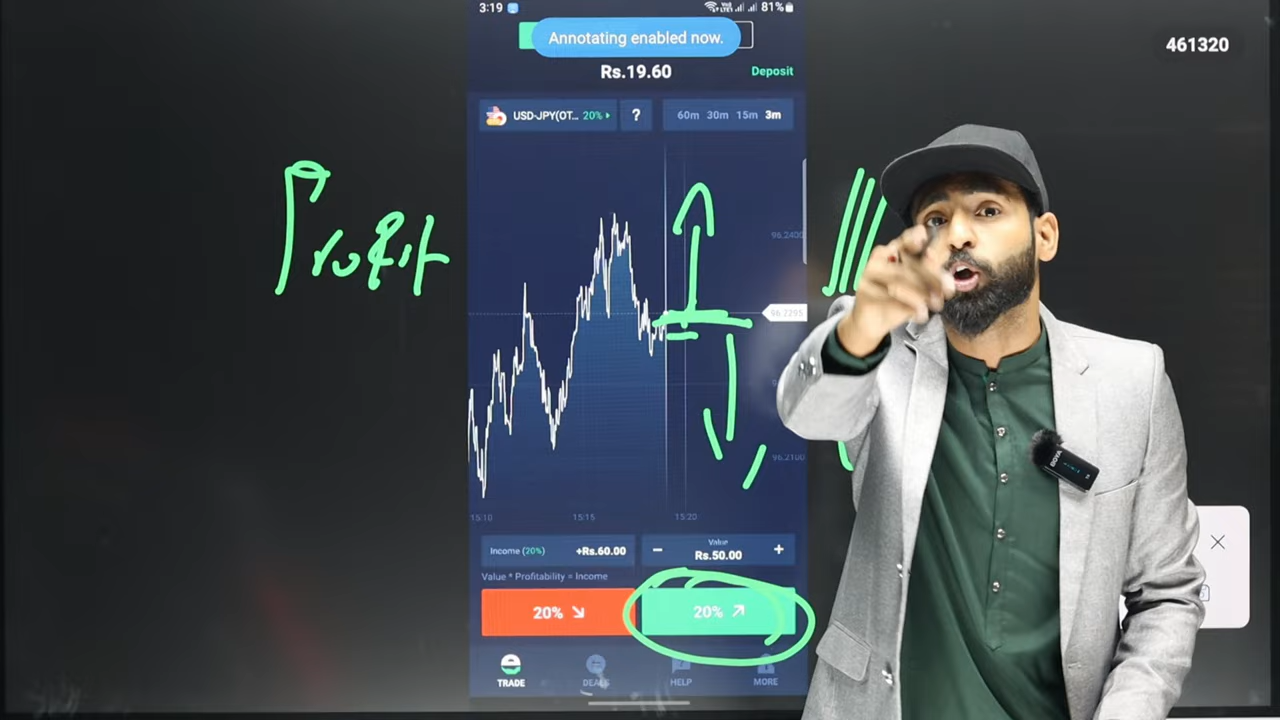 3:19 81%
Annotating enabled now.
461320
Rs.19.60 Deposit
USD-JPY(OT... 20% ? 60m 30m 15m 3m
Profit
96.2400
96.2100
15:10 15:15 15:20
Income (20%) +Rs.60.00
Value
− Rs.50.00 +
Value * Profitability = Income
20% 20%
BOYA
TRADE DEALS HELP MORE